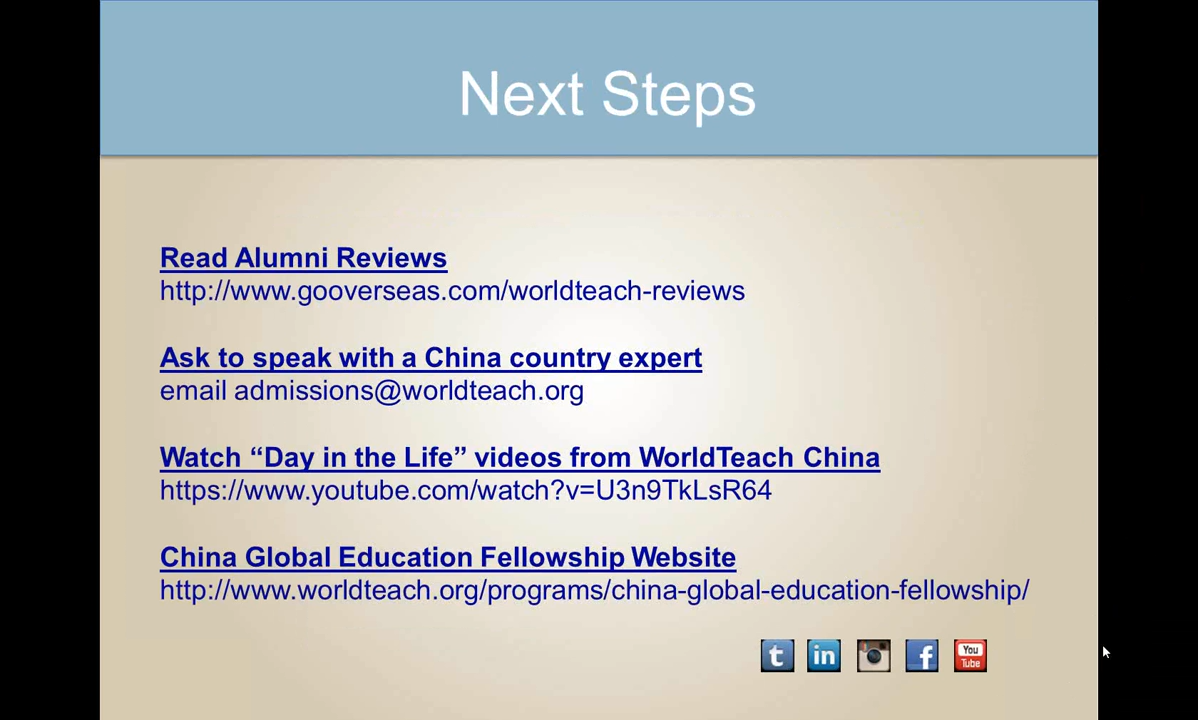 Next Steps
Read Alumni Reviews
http://www.gooverseas.com/worldteach-reviews
Ask to speak with a China country expert
email admissions@worldteach.org
Watch “Day in the Life” videos from WorldTeach China
https://www.youtube.com/watch?v=U3n9TkLsR64
China Global Education Fellowship Website
http://www.worldteach.org/programs/china-global-education-fellowship/
t in f You Tube